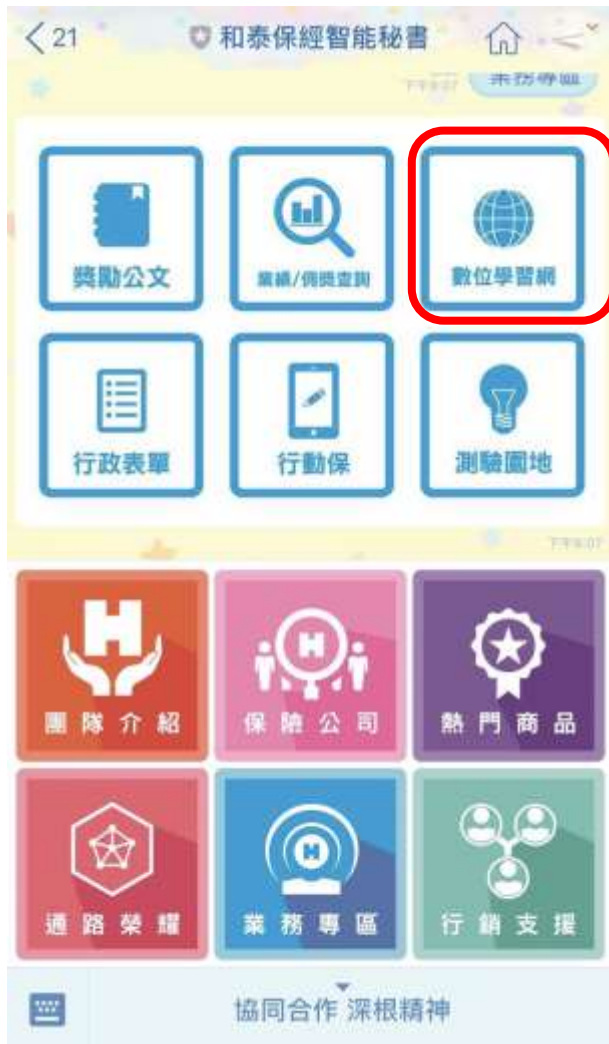 21
和泰保經智能秘書
業務專區
獎勵公文
業績/佣獎查詢
數位學習網
行政表單
行動保
測驗園地
團隊介紹
保險公司
熱門商品
通路榮耀
業務專區
行銷支援
協同合作 深根精神